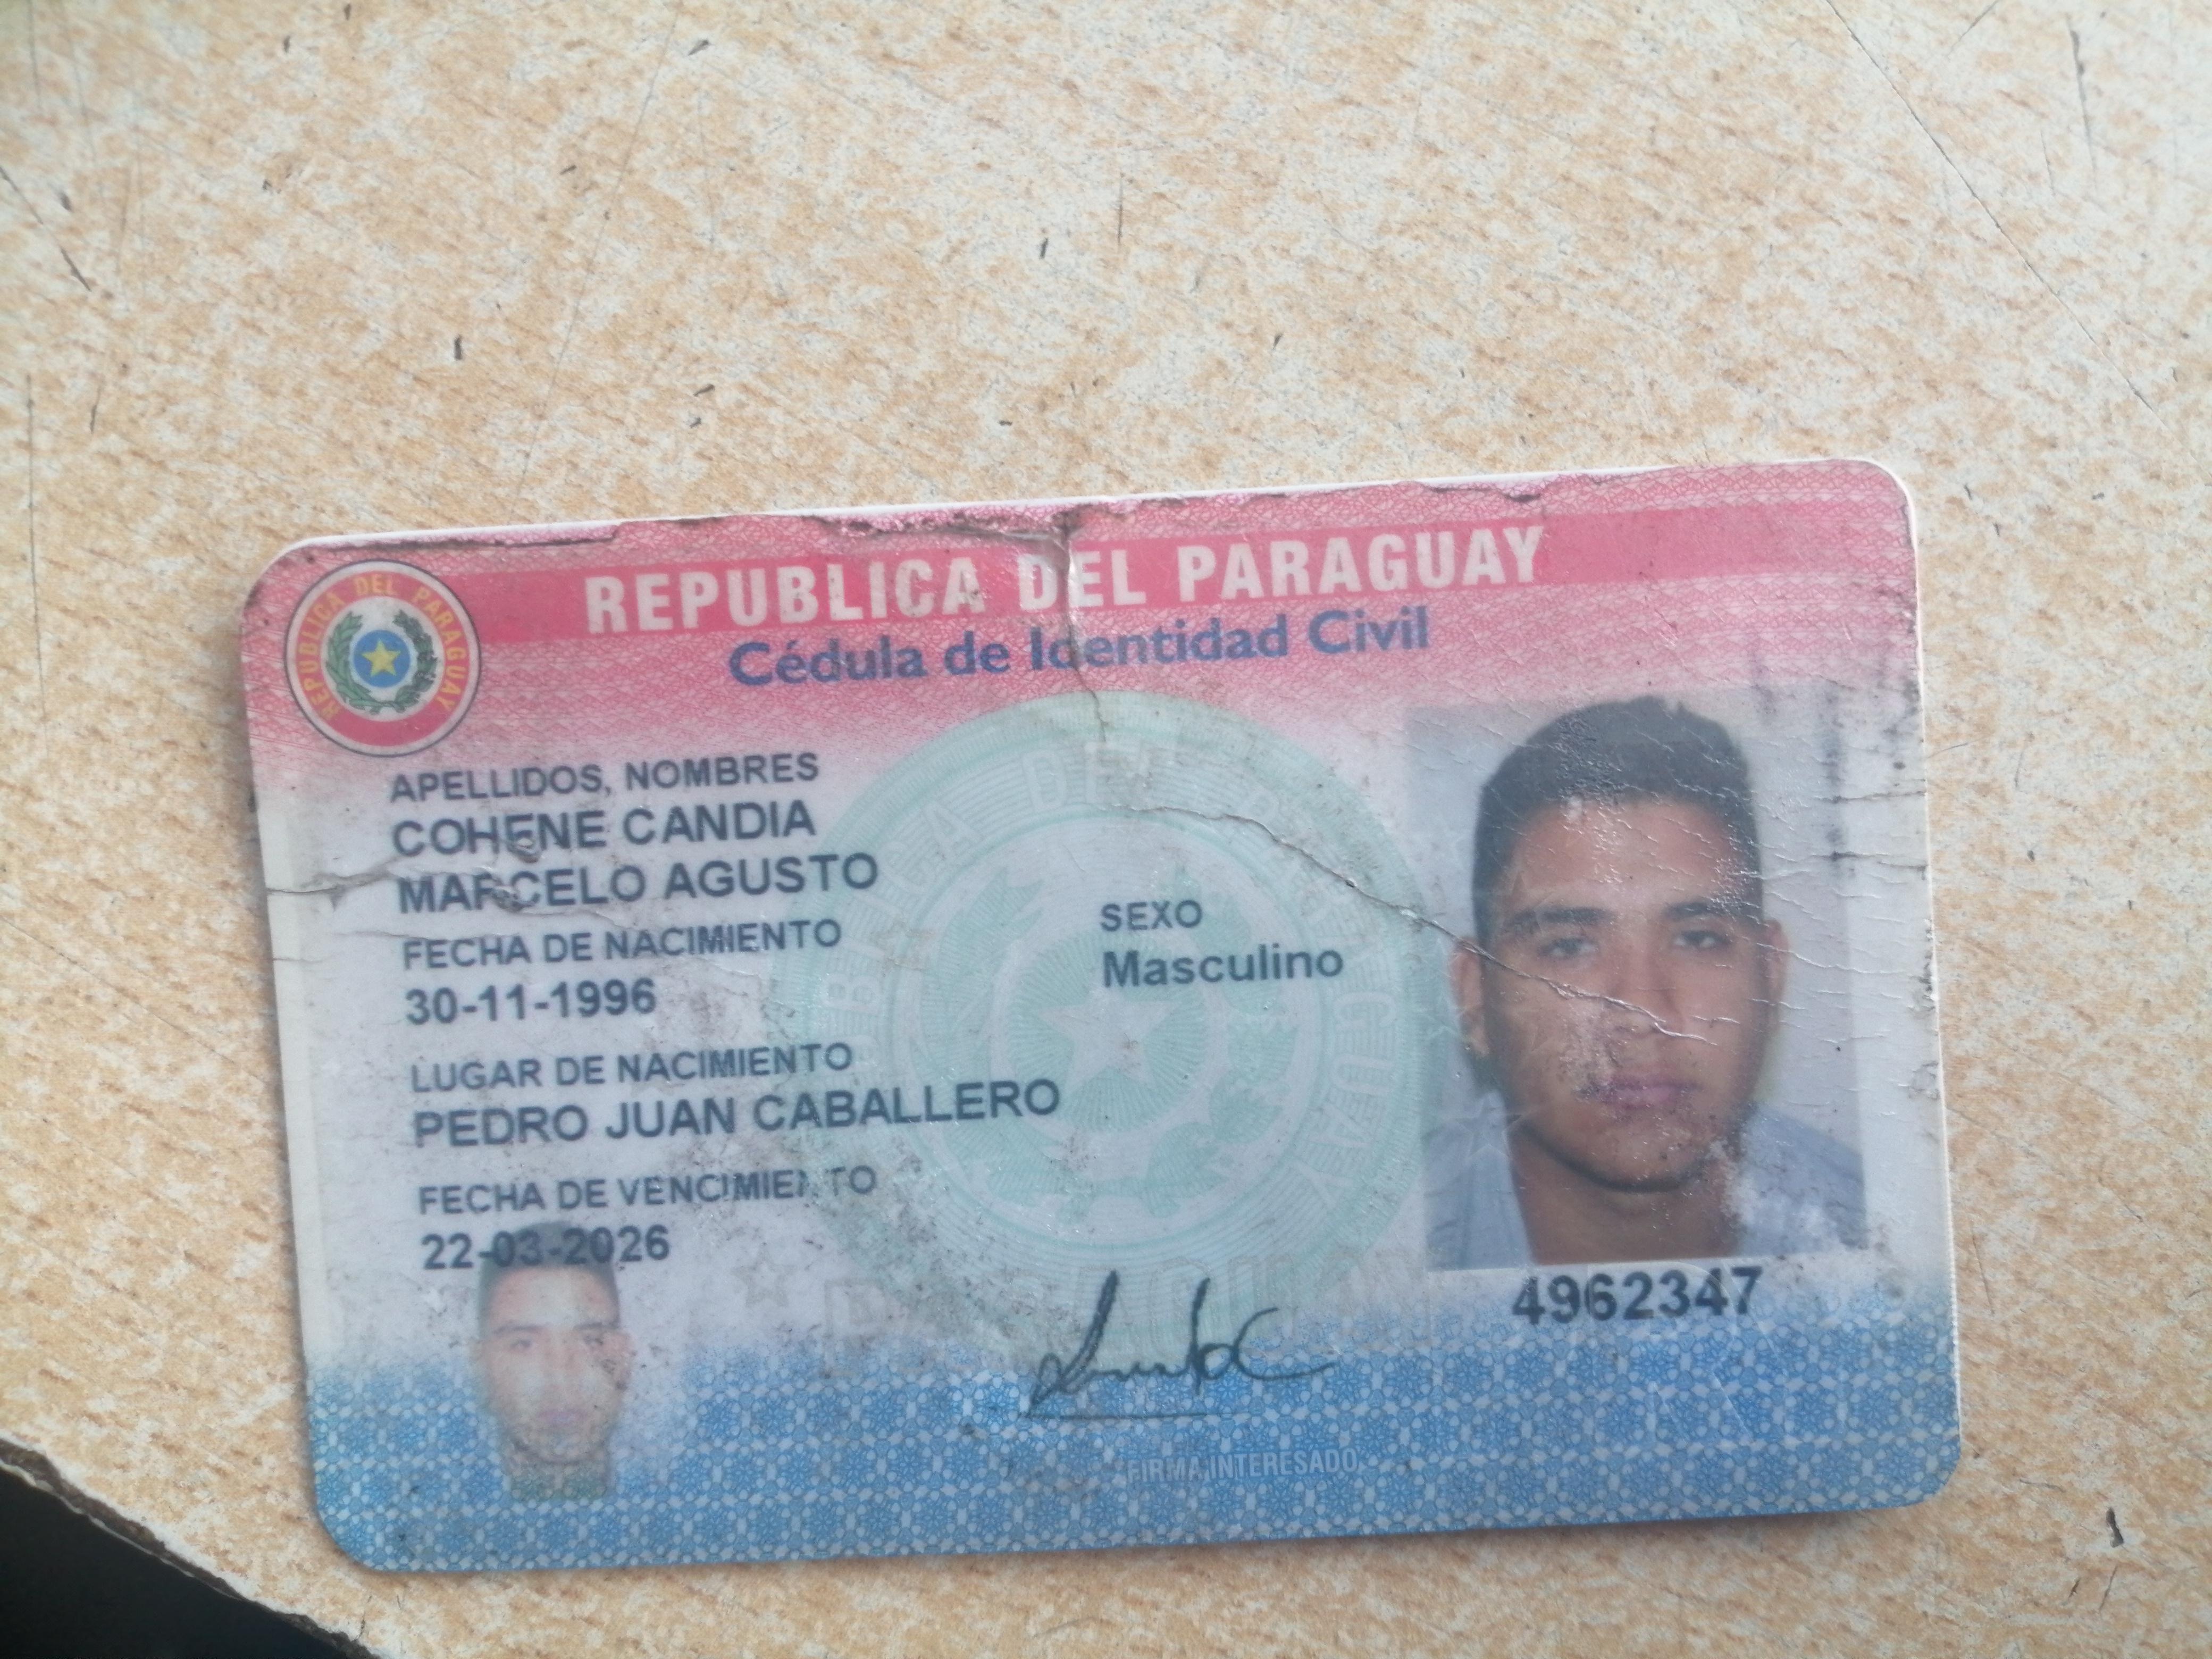 REPUBLICA DEL PARAGUAY
REPUBLICA DEL PARAGUAY
Cédula de Identidad Civil
APELLIDOS, NOMBRES
COHENE CANDIA
MARCELO AGUSTO
FECHA DE NACIMIENTO
30-11-1996
SEXO
Masculino
LUGAR DE NACIMIENTO
PEDRO JUAN CABALLERO
FECHA DE VENCIMIENTO
22-03-2026
4962347
FIRMA INTERESADO